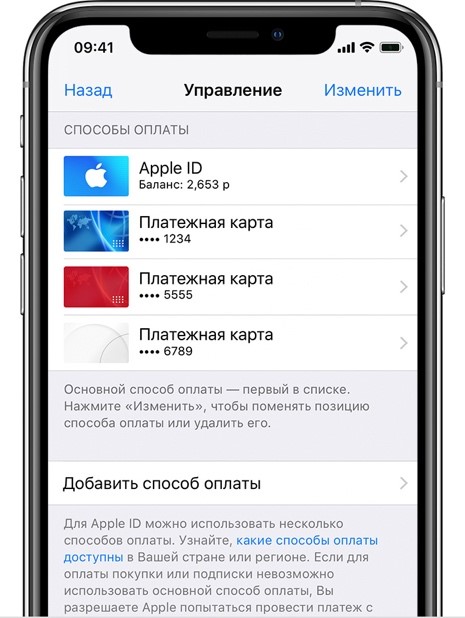 09:41
Назад Управление Изменить
СПОСОБЫ ОПЛАТЫ
Apple ID
Баланс: 2,653 р
Платежная карта
•••• 1234
Платежная карта
•••• 5555
Платежная карта
•••• 6789
Основной способ оплаты — первый в списке.
Нажмите «Изменить», чтобы поменять позицию
способа оплаты или удалить его.
Добавить способ оплаты
Для Apple ID можно использовать несколько
способов оплаты. Узнайте, какие способы оплаты
доступны в Вашей стране или регионе. Если для
оплаты покупки или подписки невозможно
использовать основной способ оплаты, Вы
разрешаете Apple попытаться провести платеж с